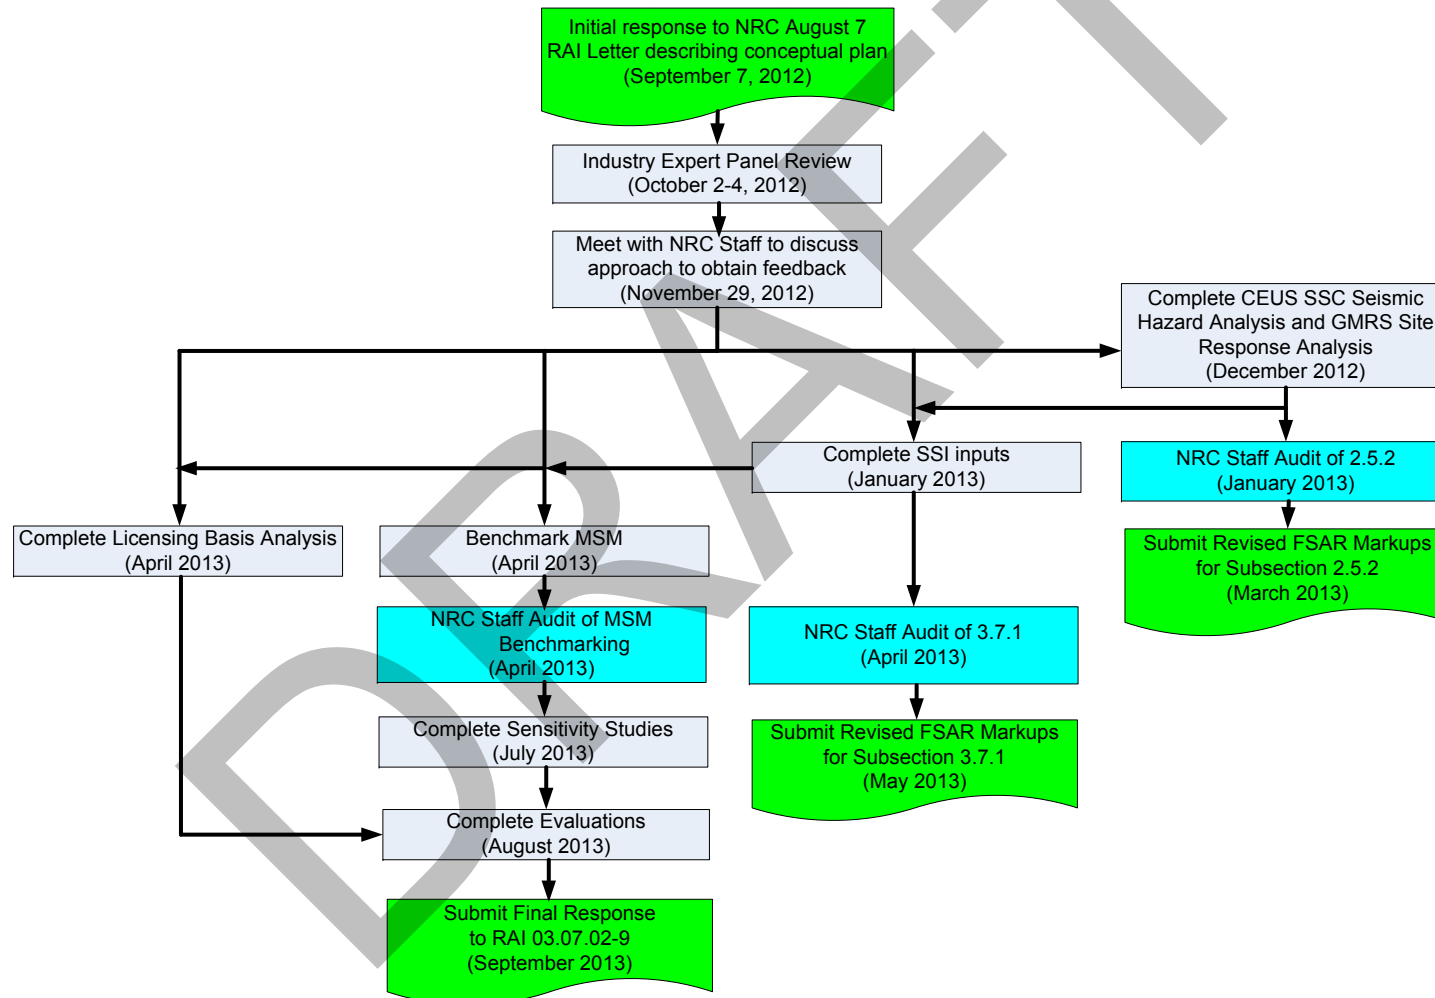 Initial response to NRC August 7
RAI Letter describing conceptual plan
(September 7, 2012)
Industry Expert Panel Review
(October 2-4, 2012)
Meet with NRC Staff to discuss
approach to obtain feedback
(November 29, 2012)
Complete CEUS SSC Seismic
Hazard Analysis and GMRS Site
Response Analysis
(December 2012)
Complete SSI inputs
(January 2013)
NRC Staff Audit of 2.5.2
(January 2013)
Complete Licensing Basis Analysis
(April 2013)
Benchmark MSM
(April 2013)
Submit Revised FSAR Markups
for Subsection 2.5.2
(March 2013)
NRC Staff Audit of MSM
Benchmarking
(April 2013)
NRC Staff Audit of 3.7.1
(April 2013)
Complete Sensitivity Studies
(July 2013)
Submit Revised FSAR Markups
for Subsection 3.7.1
(May 2013)
Complete Evaluations
(August 2013)
Submit Final Response
to RAI 03.07.02-9
(September 2013)
DRAFT